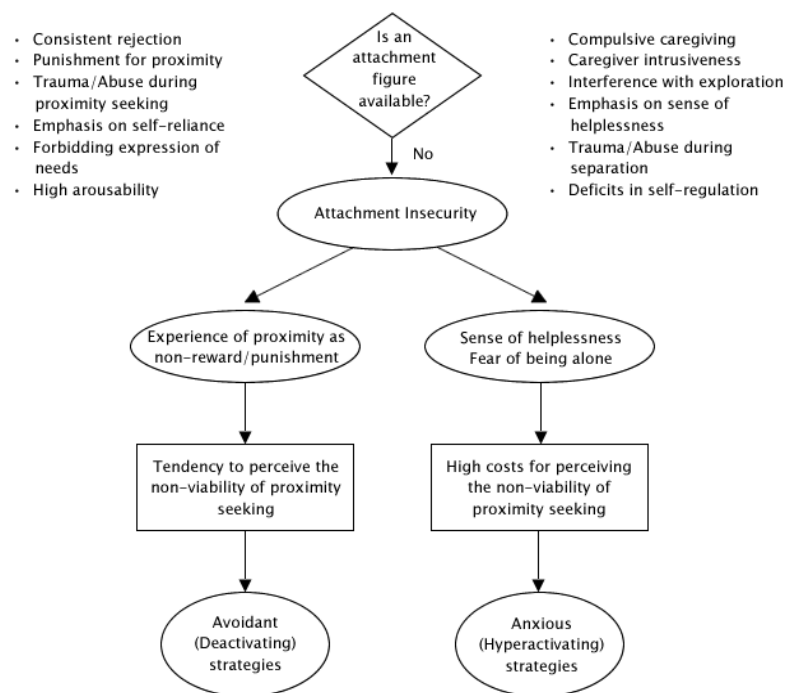 • Consistent rejection
• Punishment for proximity
• Trauma/Abuse during
proximity seeking
• Emphasis on self-reliance
• Forbidding expression of
needs
• High arousability
Is an
attachment
figure
available?
• Compulsive caregiving
• Caregiver intrusiveness
• Interference with exploration
• Emphasis on sense of
helplessness
• Trauma/Abuse during
separation
• Deficits in self-regulation
No
Attachment Insecurity
Experience of proximity as
non-reward/punishment
Sense of helplessness
Fear of being alone
Tendency to perceive the
non-viability of proximity
seeking
High costs for perceiving
the non-viability of
proximity seeking
Avoidant
(Deactivating)
strategies
Anxious
(Hyperactivating)
strategies